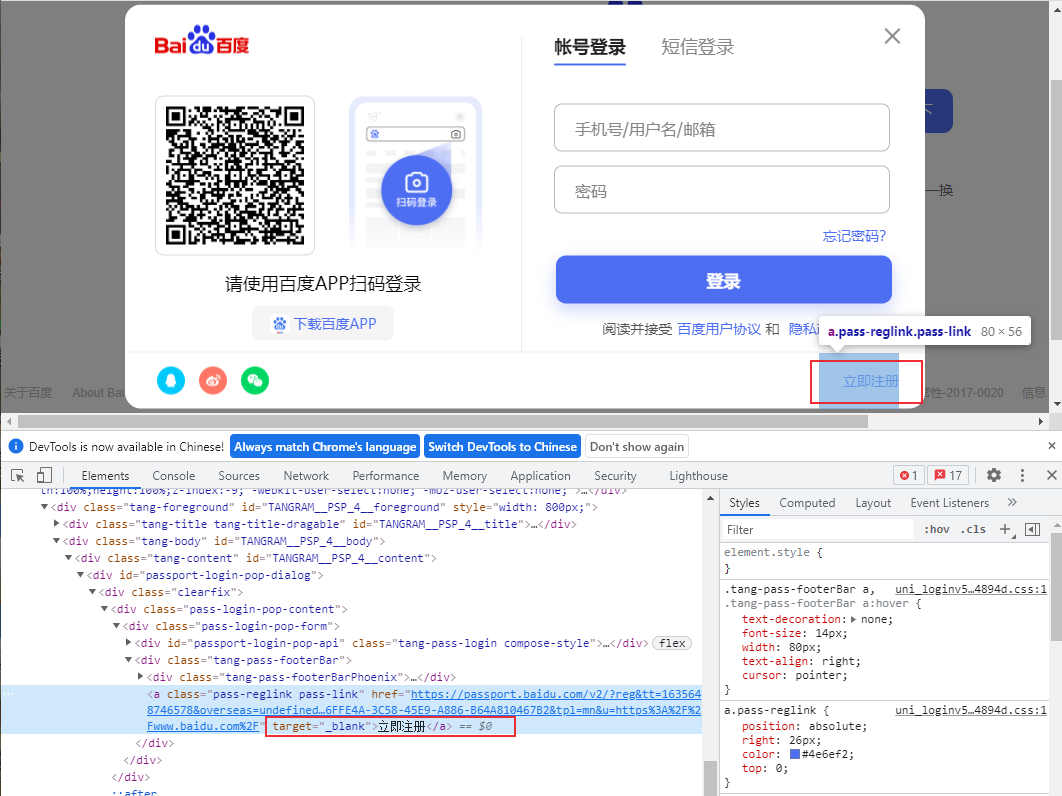 Bai du 百度
帐号登录 短信登录
18°
手机号/用户名/邮箱
扫码登录
密码
一换
忘记密码?
请使用百度APP扫码登录
登录
下载百度APP
阅读并接受 百度用户协议 和
a.pass-reglink.pass-link 80 × 56
立即注册
关于百度 About Bai 性-2017-0020 信息
DevTools is now available in Chinese! Always match Chrome's language Switch DevTools to Chinese Don't show again
Elements Console Sources Network Performance Memory Application Security Lighthouse 1 17
th:100%;height:100%;z-index:-9; -webkit-user-select:none; -moz-user-select:none; >…</div>
<div class="tang-foreground" id="TANGRAM__PSP_4__foreground" style="width: 800px;">
<div class="tang-title tang-title-dragable" id="TANGRAM__PSP_4__title">…</div>
<div class="tang-body" id="TANGRAM__PSP_4__body">
<div class="tang-content" id="TANGRAM__PSP_4__content">
<div id="passport-login-pop-dialog">
<div class="clearfix">
<div class="pass-login-pop-content">
<div class="pass-login-pop-form">
<div id="passport-login-pop-api" class="tang-pass-login compose-style">…</div> flex
<div class="tang-pass-footerBar">
<div class="tang-pass-footerBarPhoenix">…</div>
<a class="pass-reglink pass-link" href="https://passport.baidu.com/v2/?reg&tt=163564
8746578&overseas=undefined…6FFE4A-3C58-45E9-A886-B64A810467B2&tpl=mn&u=https%3A%2F%2
Fwww.baidu.com%2F" target="_blank">立即注册</a> == $0
</div>
</div>
</div>
::after
Styles Computed Layout Event Listeners »
Filter :hov .cls +
element.style {
}
.tang-pass-footerBar a, uni_loginv5…4894d.css:1
.tang-pass-footerBar a:hover {
text-decoration: none;
font-size: 14px;
width: 80px;
text-align: right;
cursor: pointer;
}
a.pass-reglink { uni_loginv5…4894d.css:1
position: absolute;
right: 26px;
color: #4e6ef2;
top: 0;
}